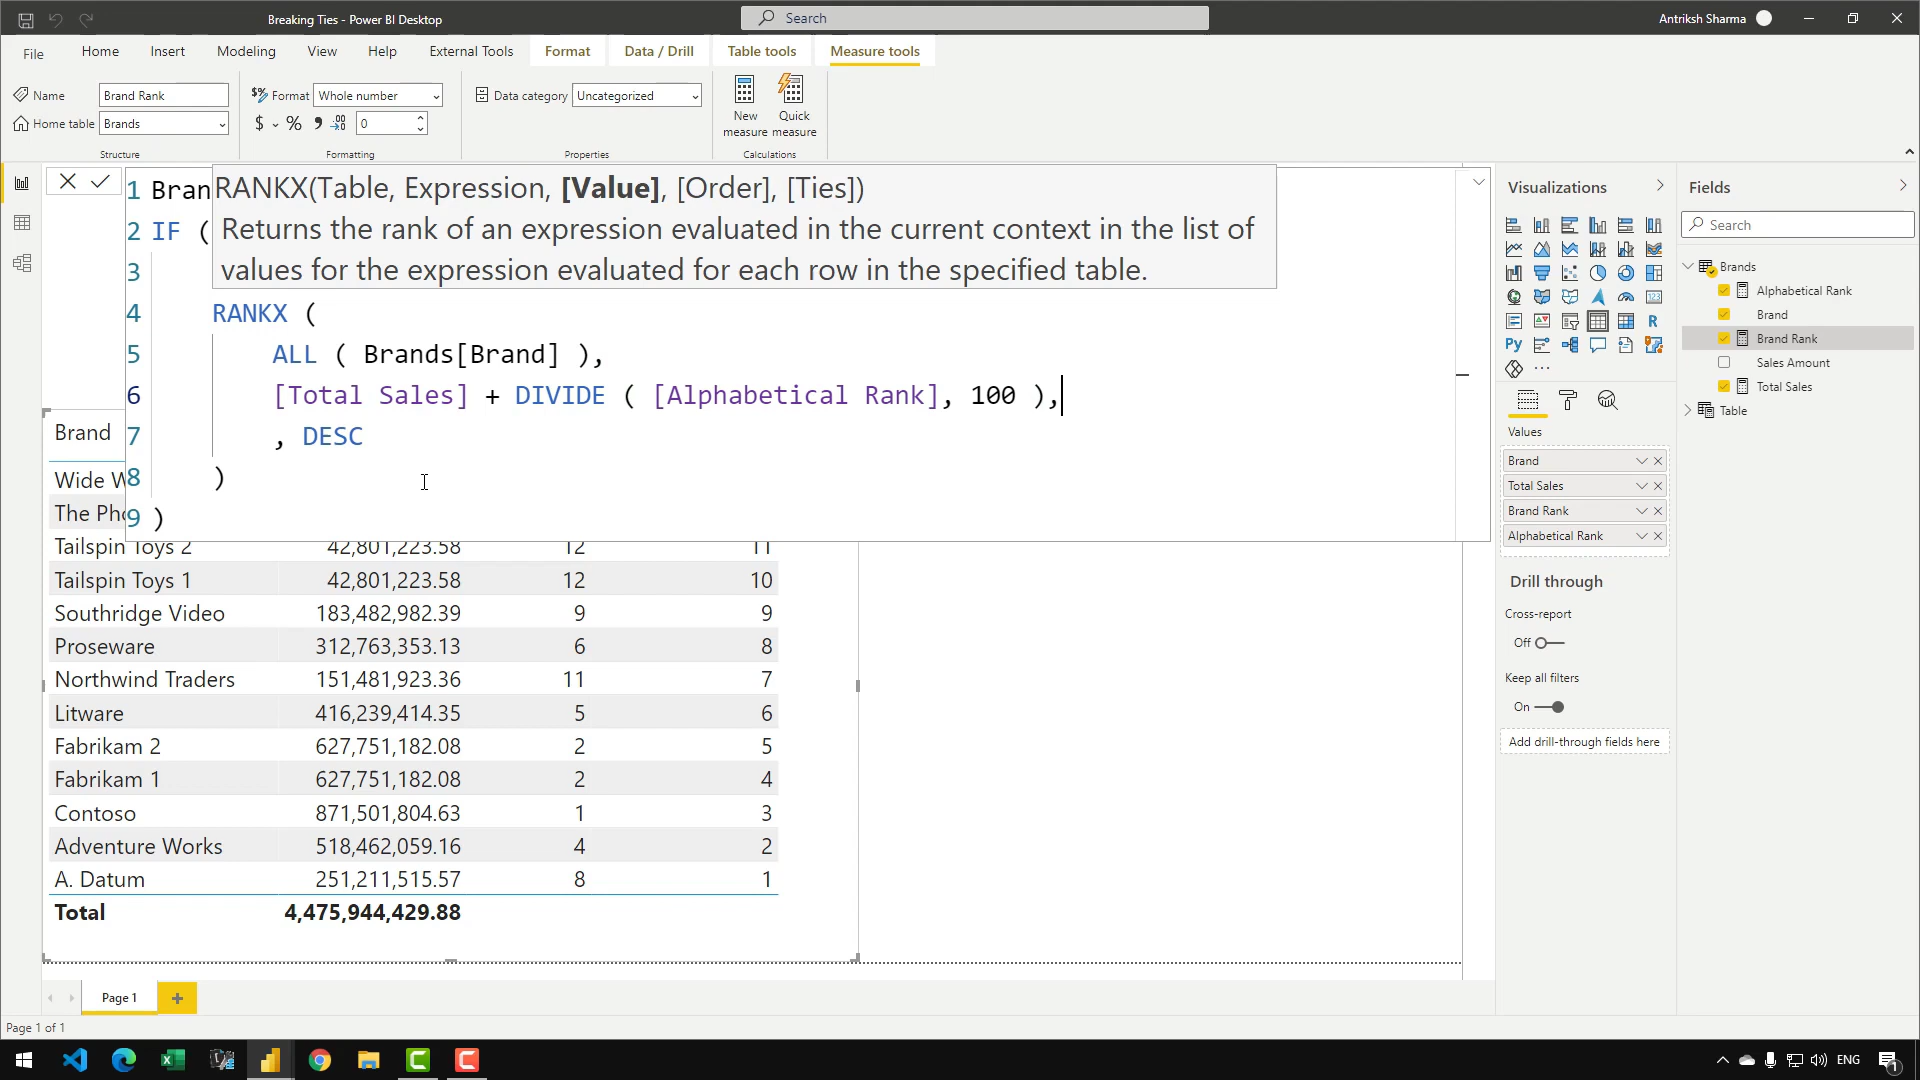 Breaking Ties - Power BI Desktop
Search
Antriksh Sharma
File
Home
Insert
Modeling
View
Help
External Tools
Format
Data / Drill
Table tools
Measure tools
Name
Brand Rank
Home table
Brands
Structure
$% Format
Whole number
$ % 9 .00 0
Formatting
Data category
Uncategorized
Properties
New measure
Quick measure
Calculations
1 Bran
RANKX(Table, Expression, [Value], [Order], [Ties])
Returns the rank of an expression evaluated in the current context in the list of
values for the expression evaluated for each row in the specified table.
2 IF (
3
4 RANKX (
5 ALL ( Brands[Brand] ),
6 [Total Sales] + DIVIDE ( [Alphabetical Rank], 100 ),
7 , DESC
8 )
9 )
Brand
Wide W
The Pho
Tailspin Toys 2 42,801,223.58 12 11
Tailspin Toys 1 42,801,223.58 12 10
Southridge Video 183,482,982.39 9 9
Proseware 312,763,353.13 6 8
Northwind Traders 151,481,923.36 11 7
Litware 416,239,414.35 5 6
Fabrikam 2 627,751,182.08 2 5
Fabrikam 1 627,751,182.08 2 4
Contoso 871,501,804.63 1 3
Adventure Works 518,462,059.16 4 2
A. Datum 251,211,515.57 8 1
Total 4,475,944,429.88
Visualizations
123
R
Py
Values
Brand
Total Sales
Brand Rank
Alphabetical Rank
Drill through
Cross-report
Off
Keep all filters
On
Add drill-through fields here
Fields
Search
Brands
Alphabetical Rank
Brand
Brand Rank
Sales Amount
Total Sales
Table
Page 1
Page 1 of 1
ENG
1